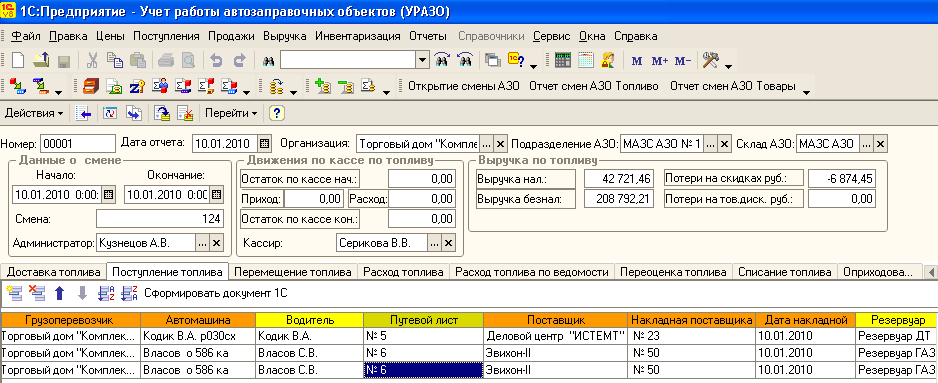 1С:Предприятие - Учет работы автозаправочных объектов (УРАЗО)
Файл Правка Цены Поступления Продажи Выручка Инвентаризация Отчеты Справочники Сервис Окна Справка
M M+ M-
Открытие смены АЗО Отчет смен АЗО Топливо Отчет смен АЗО Товары
Действия Перейти
Номер: 00001 Дата отчета: 10.01.2010 Организация: Торговый дом "Компле ... Подразделение АЗО: МАЗС АЗО № 1 ... Склад АЗО: МАЗС АЗО ...
Данные о смене Движения по кассе по топливу Выручка по топливу
Начало: Окончание: Остаток по кассе нач.: 0,00 Выручка нал.: 42 721,46 Потери на скидках руб.: -6 874,45
10.01.2010 0:00: 10.01.2010 0:00 Приход: 0,00 Расход: 0,00 Выручка безнал: 208 792,21 Потери на тов.диск. руб.: 0,00
Смена: 124 Остаток по кассе кон.: 0,00
Администратор: Кузнецов А.В. ... Кассир: Серикова В.В. ...
Доставка топлива Поступление топлива Перемещение топлива Расход топлива Расход топлива по ведомости Переоценка топлива Списание топлива Оприходова...
Сформировать документ 1С
Грузоперевозчик Автомашина Водитель Путевой лист Поставщик Накладная поставщика Дата накладной Резервуар
Торговый дом "Комплек... Кодик В.А. р030сх Кодик В.А. № 5 Деловой центр "ИСТЕМТ" № 23 10.01.2010 Резервуар ДТ
Торговый дом "Комплек... Власов о 586 ка Власов С.В. № 6 Эвихон-II № 50 10.01.2010 Резервуар ГАЗ
Торговый дом "Комплек... Власов о 586 ка Власов С.В. № 6 Эвихон-II № 50 10.01.2010 Резервуар ГАЗ